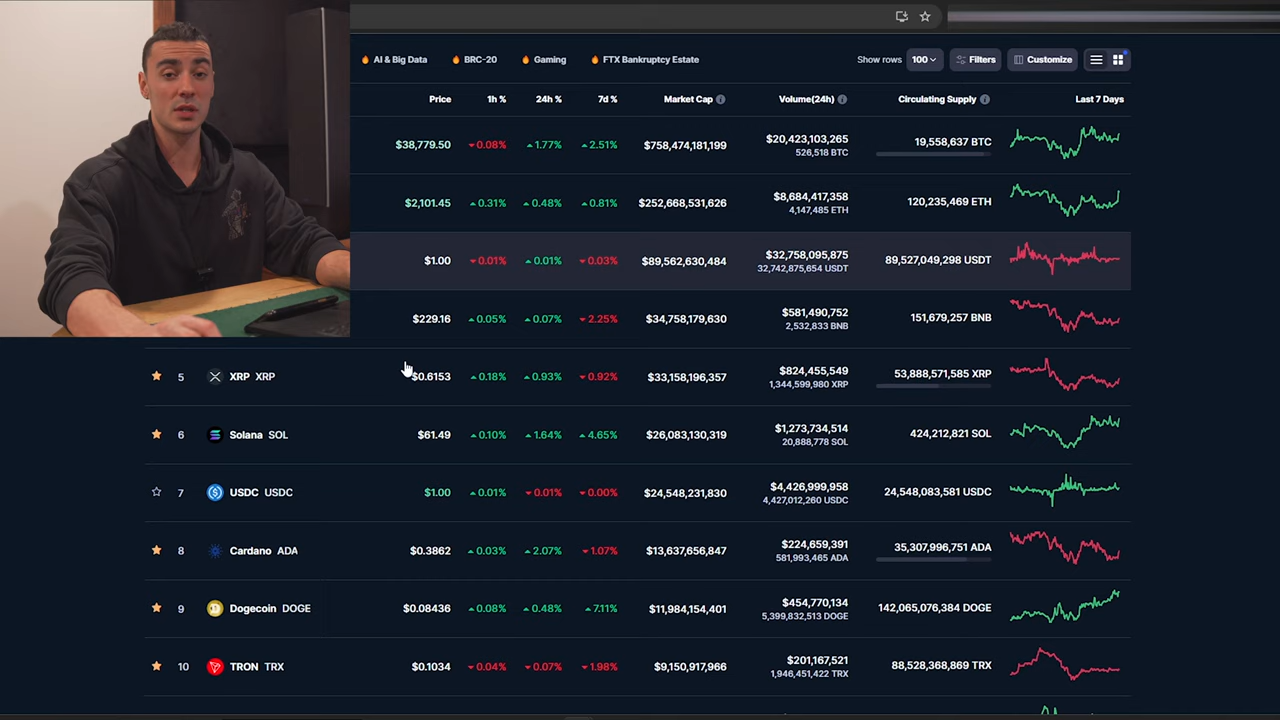 AI & Big Data BRC-20 Gaming FTX Bankruptcy Estate Show rows 100 Filters Customize
Price 1h % 24h % 7d % Market Cap Volume(24h) Circulating Supply Last 7 Days
$38,779.50 0.08% 1.77% 2.51% $758,474,181,199 $20,423,103,265 19,558,637 BTC
526,518 BTC
$2,101.45 0.31% 0.48% 0.81% $252,668,531,626 $8,684,417,358 120,235,469 ETH
4,147,485 ETH
$1.00 0.01% 0.01% 0.03% $89,562,630,484 $32,758,095,875 89,527,049,298 USDT
32,742,875,654 USDT
$229.16 0.05% 0.07% 2.25% $34,758,179,630 $581,490,752 151,679,257 BNB
2,532,833 BNB
5 XRP XRP $0.6153 0.18% 0.93% 0.92% $33,158,196,357 $824,455,549 53,888,571,585 XRP
1,344,599,980 XRP
6 Solana SOL $61.49 0.10% 1.64% 4.65% $26,083,130,319 $1,273,734,514 424,212,821 SOL
20,888,778 SOL
7 USDC USDC $1.00 0.01% 0.01% 0.00% $24,548,231,830 $4,426,999,958 24,548,083,581 USDC
4,427,012,260 USDC
8 Cardano ADA $0.3862 0.03% 2.07% 1.07% $13,637,656,847 $224,659,391 35,307,996,751 ADA
581,993,465 ADA
9 Dogecoin DOGE $0.08436 0.08% 0.48% 7.11% $11,984,154,401 $454,770,134 142,065,076,384 DOGE
5,399,832,513 DOGE
10 TRON TRX $0.1034 0.04% 0.07% 1.98% $9,150,917,966 $201,167,521 88,528,368,869 TRX
1,946,451,422 TRX